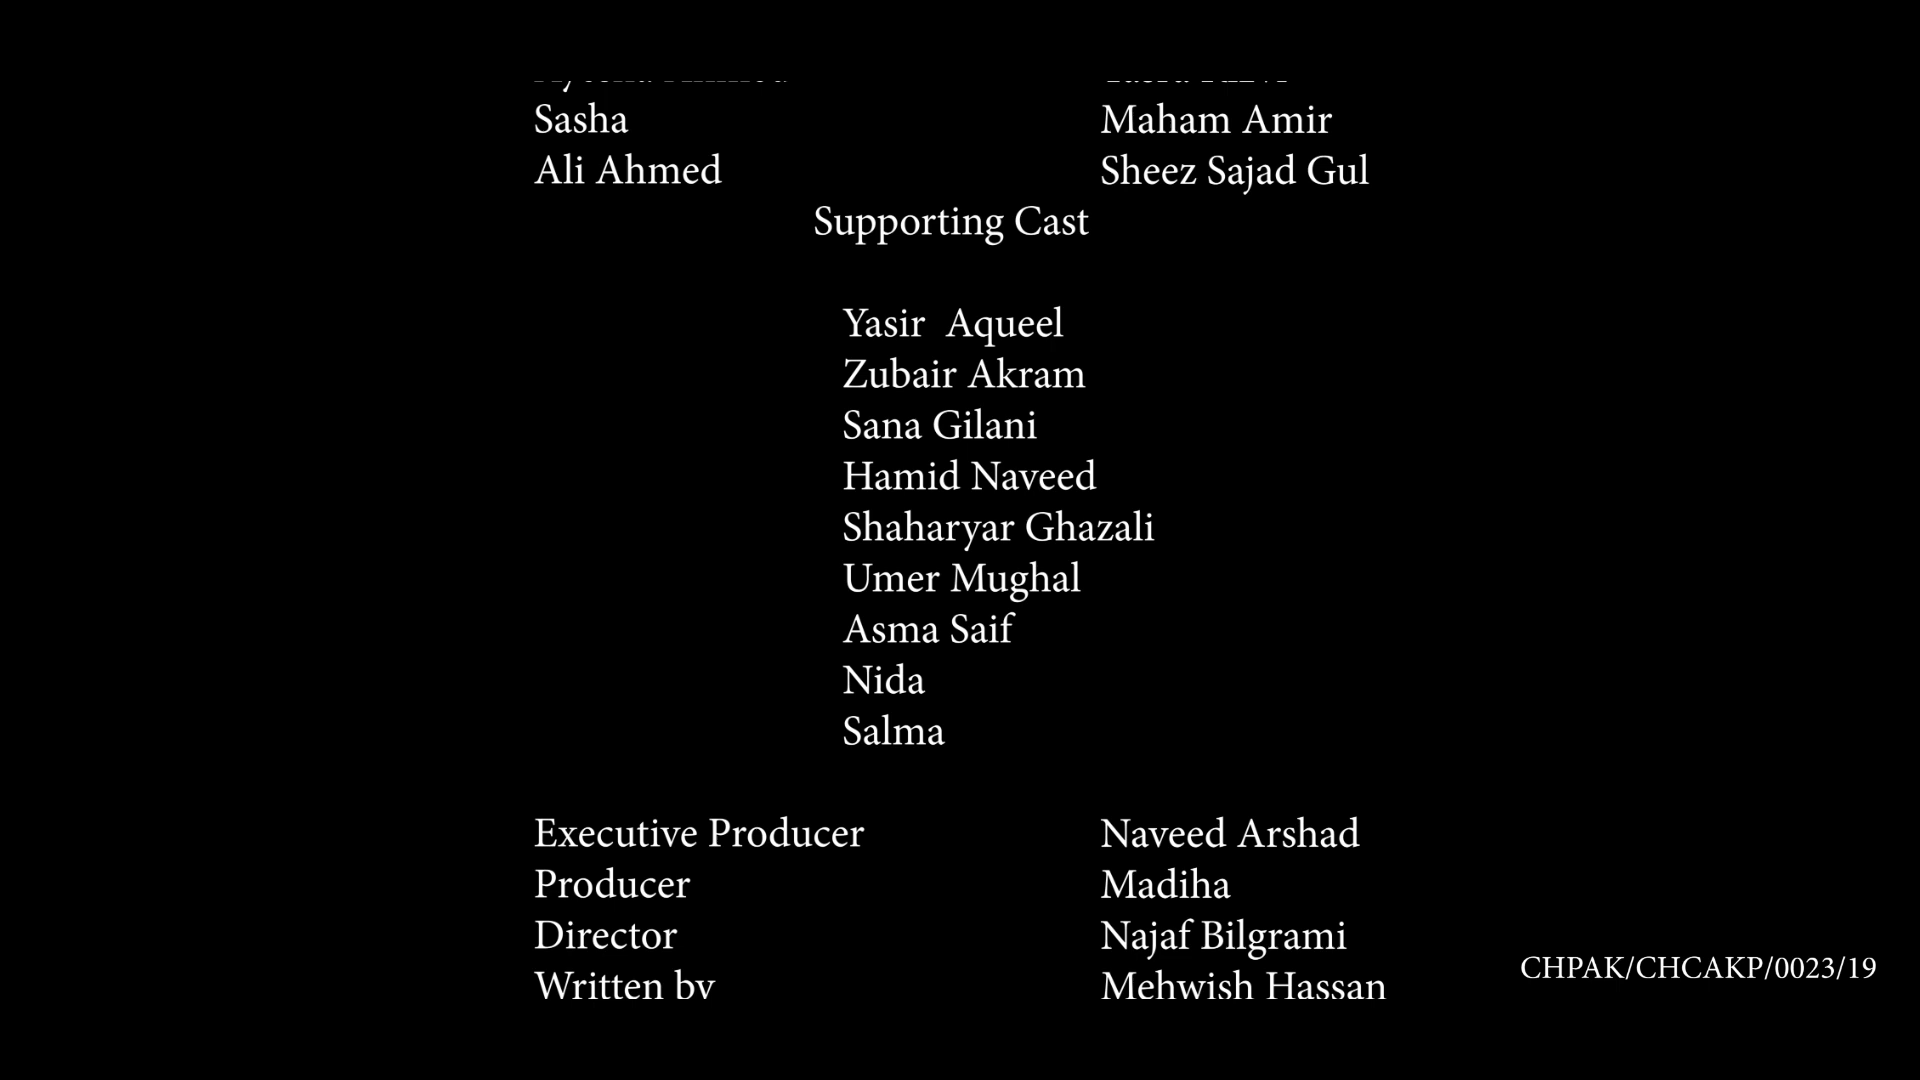 Sasha Maham Amir
Ali Ahmed Sheez Sajad Gul
Supporting Cast
Yasir Aqueel
Zubair Akram
Sana Gilani
Hamid Naveed
Shaharyar Ghazali
Umer Mughal
Asma Saif
Nida
Salma
Executive Producer Naveed Arshad
Producer Madiha
Director Najaf Bilgrami
Written by Mehwish Hassan
CHPAK/CHCAKP/0023/19